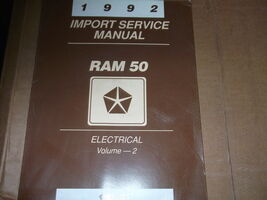 1992
IMPORT SERVICE
MANUAL
RAM 50
ELECTRICAL
Volume — 2